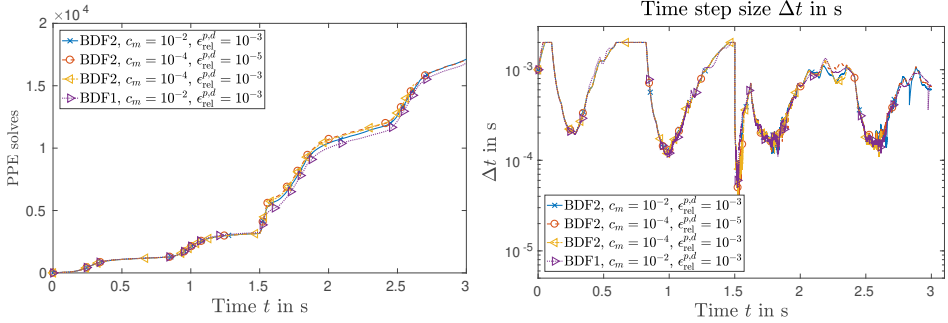 ×10⁴
2
1.5
1
0.5
0
PPE solves
BDF2, c_m = 10⁻², ε_rel^{p,d} = 10⁻³
BDF2, c_m = 10⁻⁴, ε_rel^{p,d} = 10⁻⁵
BDF2, c_m = 10⁻⁴, ε_rel^{p,d} = 10⁻³
BDF1, c_m = 10⁻², ε_rel^{p,d} = 10⁻³
0 0.5 1 1.5 2 2.5 3
Time t in s
Time step size Δt in s
10⁻³
10⁻⁴
10⁻⁵
Δt in s
BDF2, c_m = 10⁻², ϵ_rel^{p,d} = 10⁻³
BDF2, c_m = 10⁻⁴, ϵ_rel^{p,d} = 10⁻⁵
BDF2, c_m = 10⁻⁴, ϵ_rel^{p,d} = 10⁻³
BDF1, c_m = 10⁻², ϵ_rel^{p,d} = 10⁻³
0 0.5 1 1.5 2 2.5 3
Time t in s